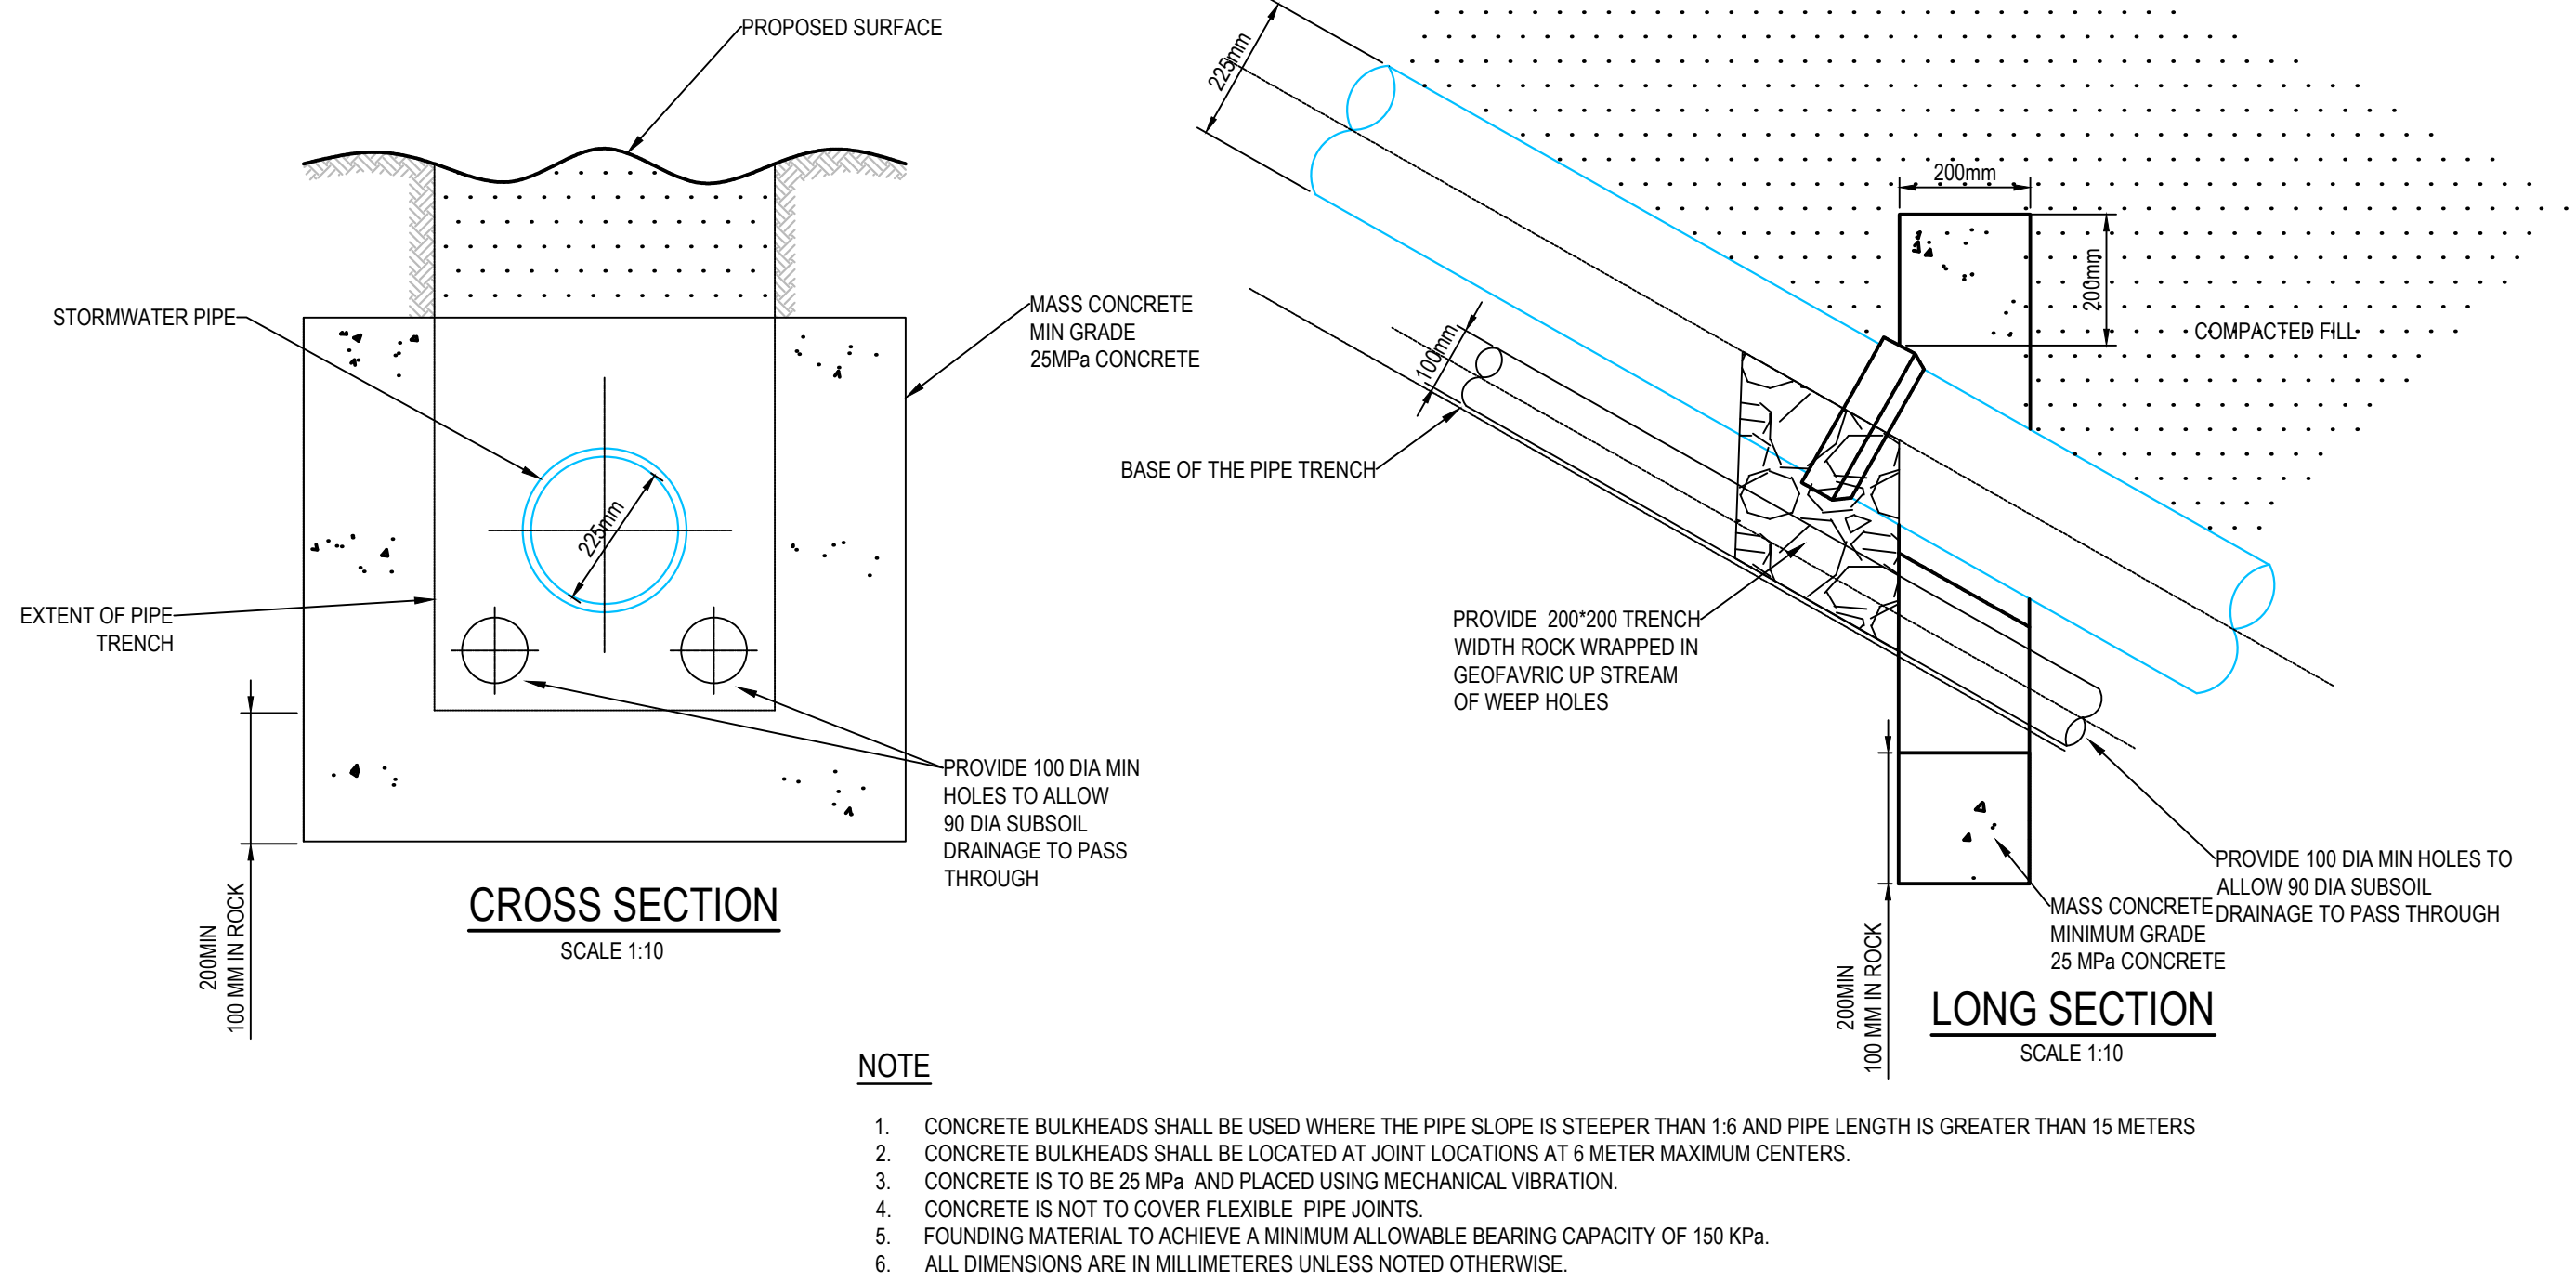 PROPOSED SURFACE
STORMWATER PIPE
MASS CONCRETE
MIN GRADE
25MPa CONCRETE
225mm
EXTENT OF PIPE
TRENCH
PROVIDE 100 DIA MIN
HOLES TO ALLOW
90 DIA SUBSOIL
DRAINAGE TO PASS
THROUGH
200MIN
100 MM IN ROCK
CROSS SECTION
SCALE 1:10
225mm
200mm
200mm
COMPACTED FILL
100mm
BASE OF THE PIPE TRENCH
PROVIDE 200*200 TRENCH
WIDTH ROCK WRAPPED IN
GEOFAVRIC UP STREAM
OF WEEP HOLES
PROVIDE 100 DIA MIN HOLES TO
ALLOW 90 DIA SUBSOIL
DRAINAGE TO PASS THROUGH
MASS CONCRETE
MINIMUM GRADE
25 MPa CONCRETE
200MIN
100 MM IN ROCK
LONG SECTION
SCALE 1:10
NOTE
1. CONCRETE BULKHEADS SHALL BE USED WHERE THE PIPE SLOPE IS STEEPER THAN 1:6 AND PIPE LENGTH IS GREATER THAN 15 METERS
2. CONCRETE BULKHEADS SHALL BE LOCATED AT JOINT LOCATIONS AT 6 METER MAXIMUM CENTERS.
3. CONCRETE IS TO BE 25 MPa AND PLACED USING MECHANICAL VIBRATION.
4. CONCRETE IS NOT TO COVER FLEXIBLE PIPE JOINTS.
5. FOUNDING MATERIAL TO ACHIEVE A MINIMUM ALLOWABLE BEARING CAPACITY OF 150 KPa.
6. ALL DIMENSIONS ARE IN MILLIMETERES UNLESS NOTED OTHERWISE.